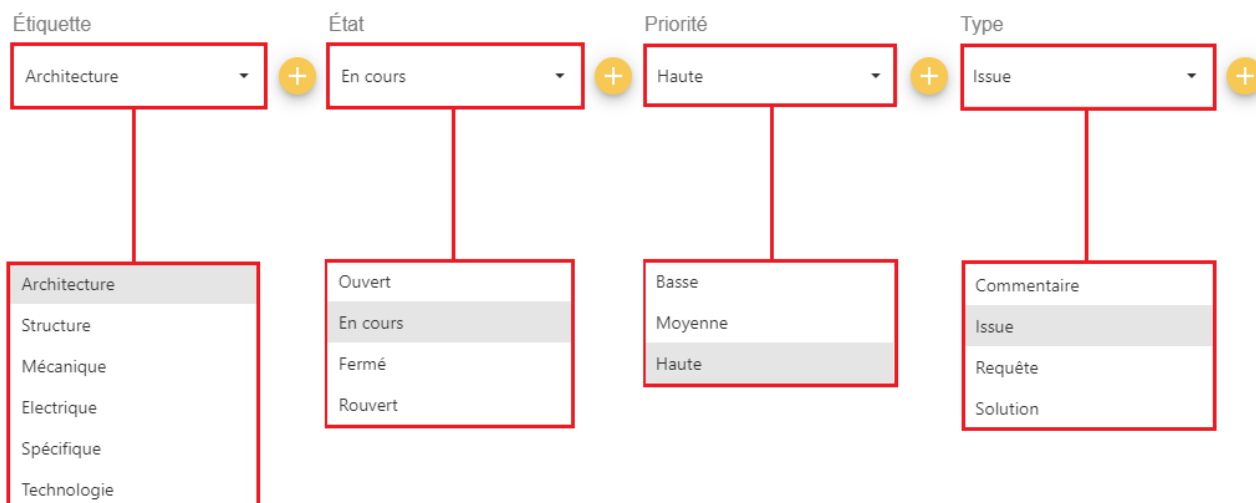 Étiquette
État
Priorité
Type
Architecture
En cours
Haute
Issue
Architecture
Structure
Mécanique
Electrique
Spécifique
Technologie
Ouvert
En cours
Fermé
Rouvert
Basse
Moyenne
Haute
Commentaire
Issue
Requête
Solution